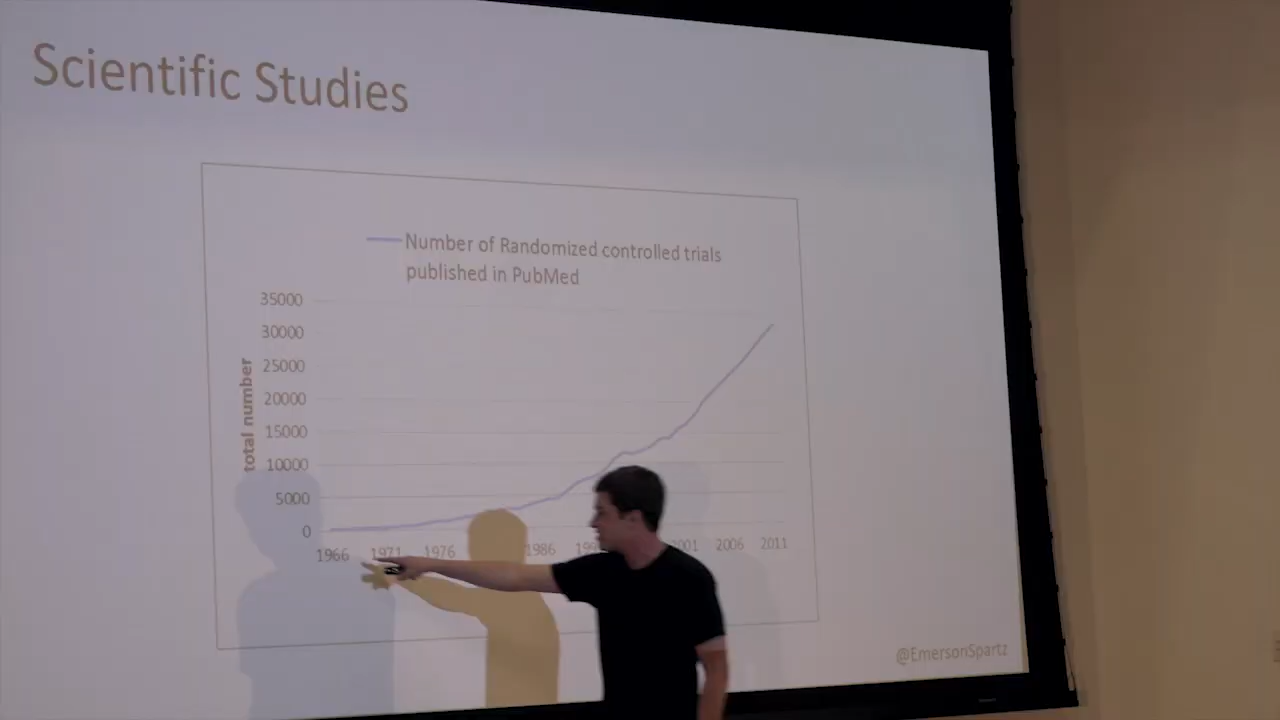 Scientific Studies
Number of Randomized controlled trials
published in PubMed
35000
30000
25000
20000
15000
10000
5000
0
total number
1966 1971 1976 1986 2001 2006 2011
@EmersonSpartz